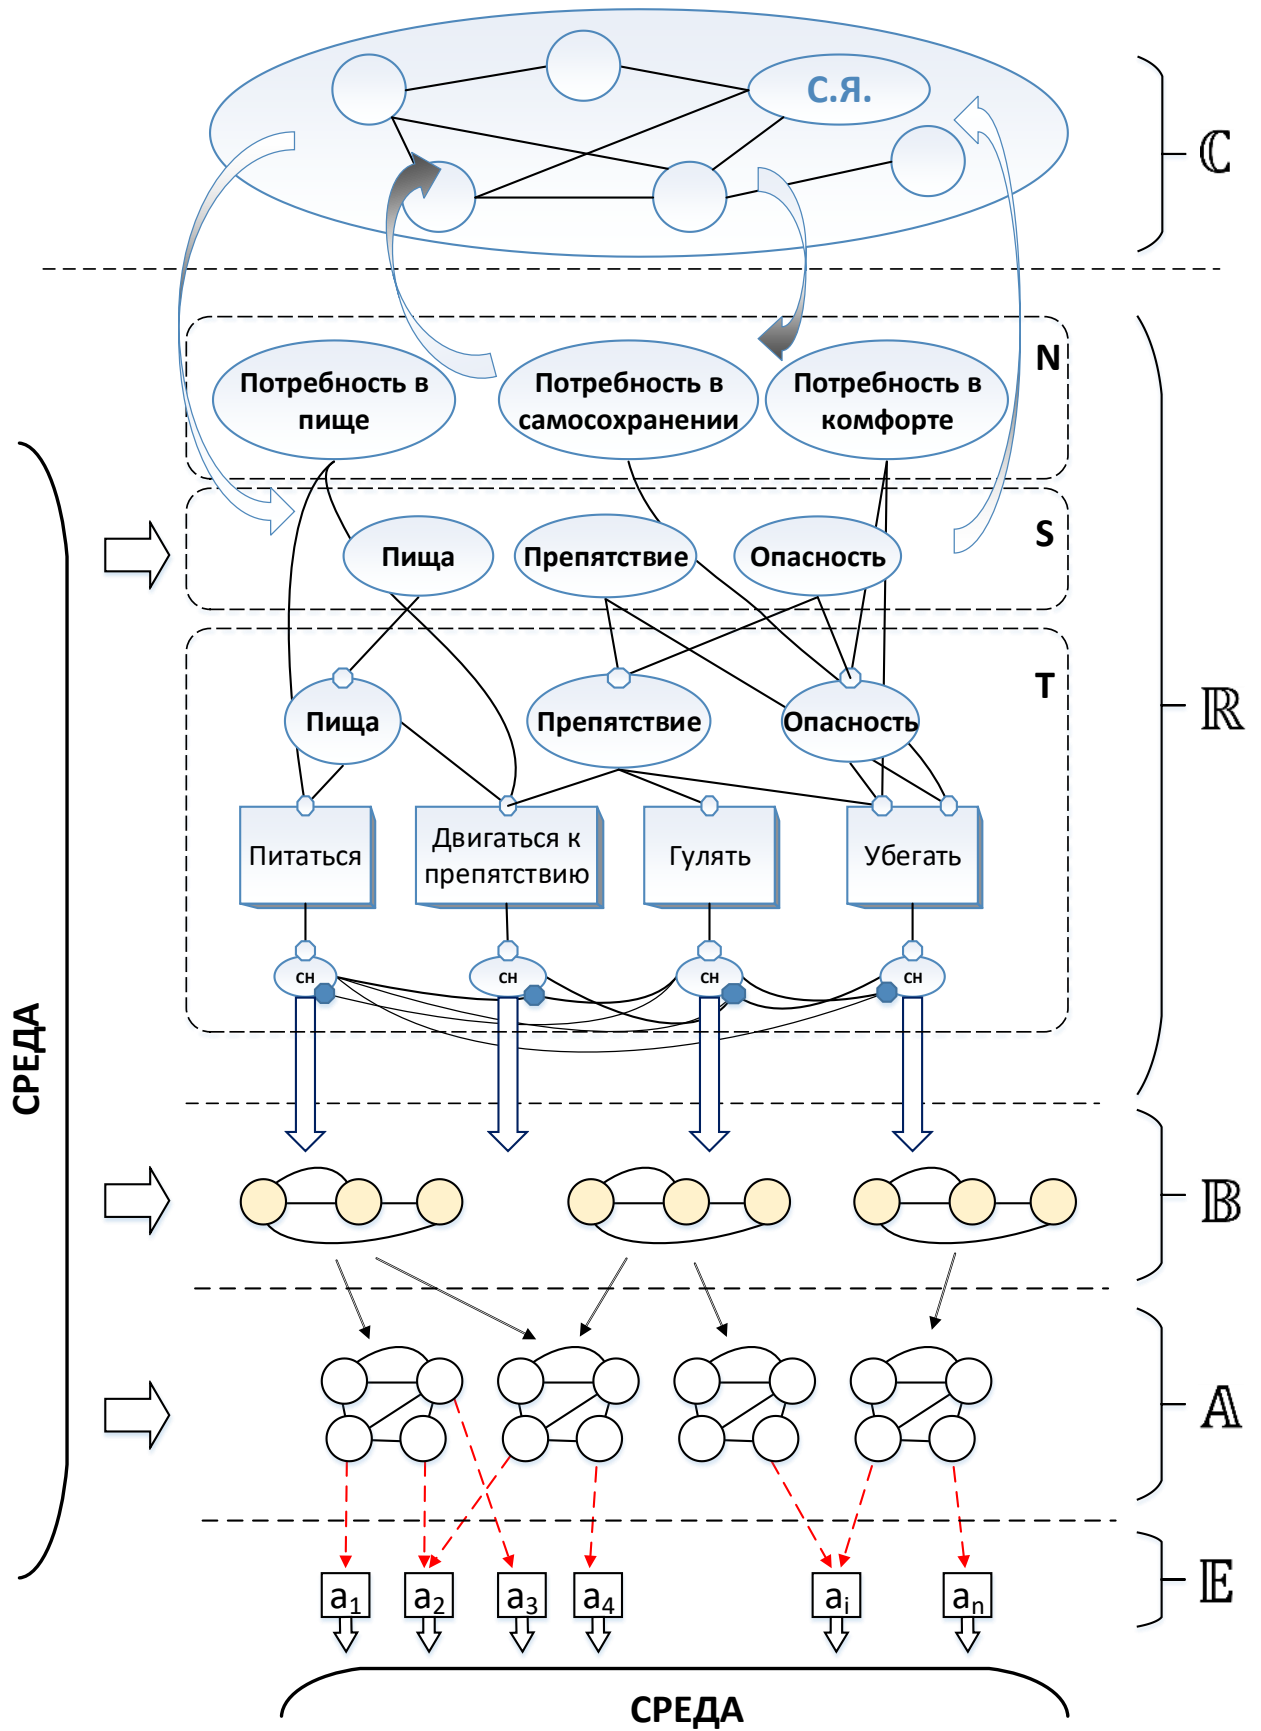 С.Я.
ℂ
N
Потребность в
пище
Потребность в
самосохранении
Потребность в
комфорте
S
Пища
Препятствие
Опасность
T
Пища
Препятствие
Опасность
ℝ
Питаться
Двигаться к
препятствию
Гулять
Убегать
СН
СН
СН
СН
СРЕДА
𝔹
𝔸
𝔼
a₁
a₂
a₃
a₄
aᵢ
aₙ
СРЕДА